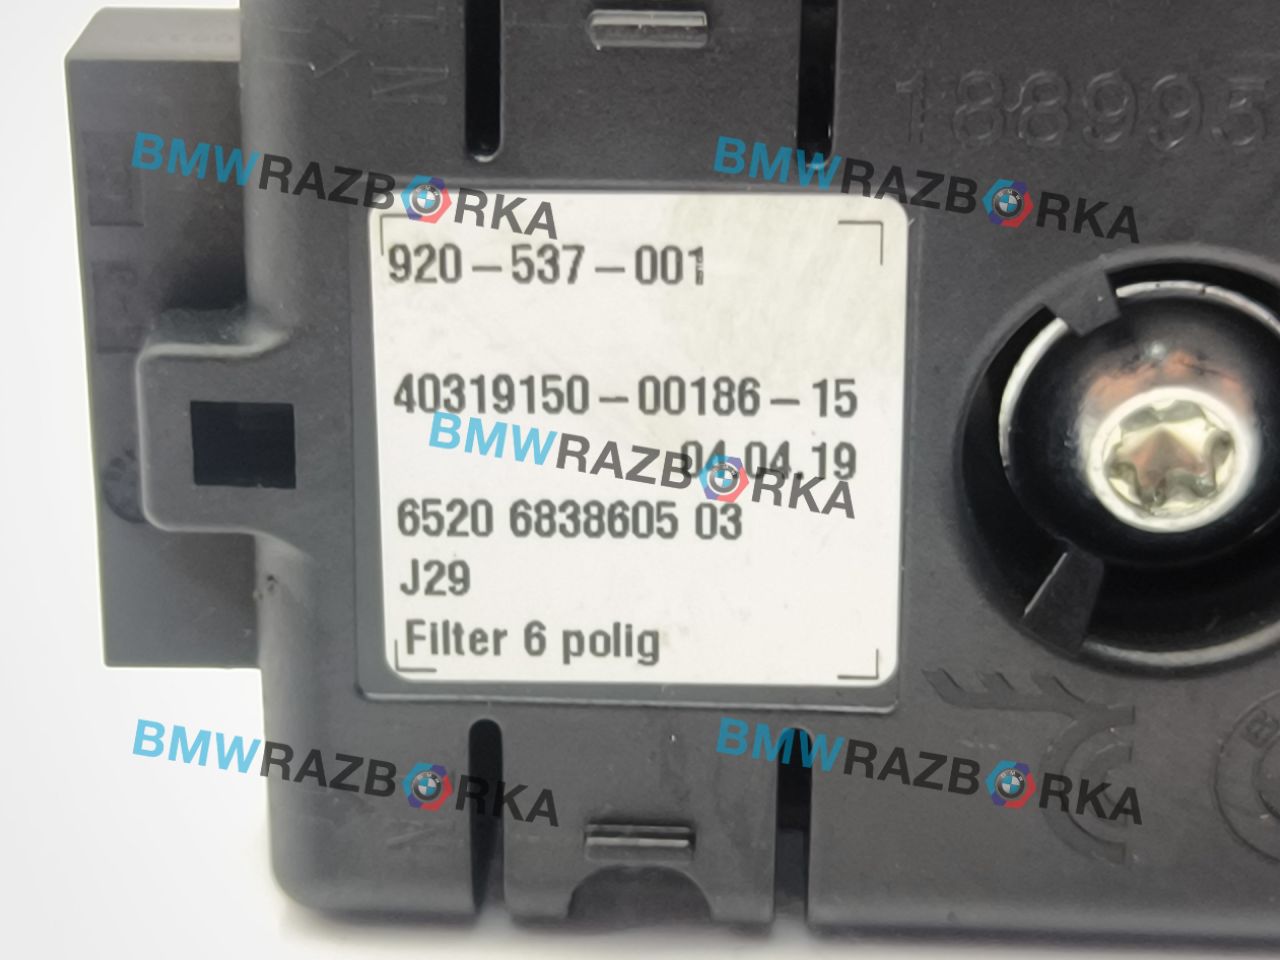 188995
BMWRAZBORKA
BMWRAZBORKA
920-537-001
40319150-00186-15
04.04.19
BMWRAZBORKA
6520 6838605 03
J29
Filter 6 polig
BMWRAZBORKA
BMWRAZBORKA